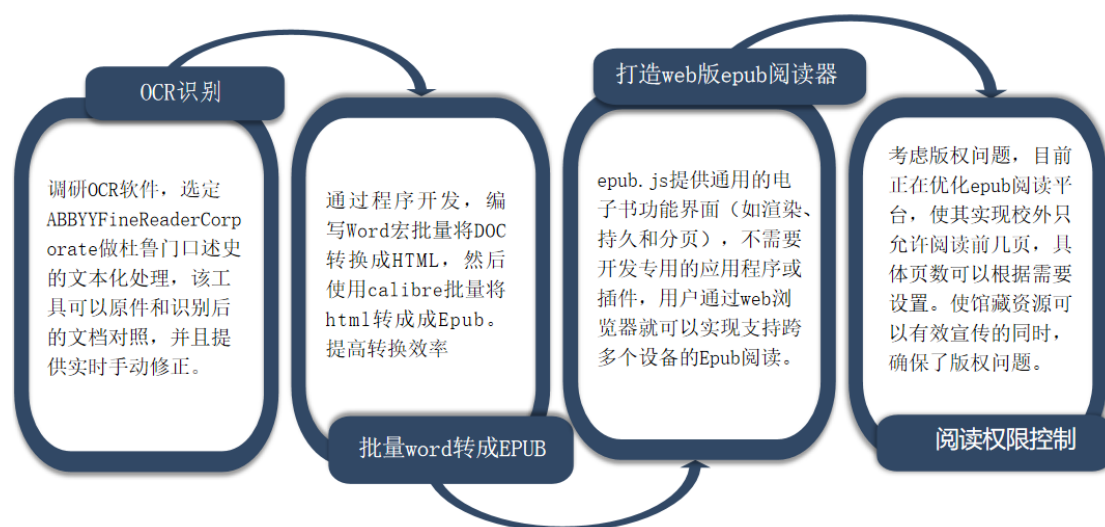 OCR识别
调研OCR软件，选定
ABBYYFineReaderCorp
orate做杜鲁门口述史
的文本化处理，该工
具可以原件和识别后
的文档对照，并且提
供实时手动修正。
通过程序开发，编
写Word宏批量将DOC
转换成HTML，然后
使用calibre批量将
html转成成Epub。
提高转换效率
批量word转成EPUB
打造web版epub阅读器
epub.js提供通用的电
子书功能界面（如渲染、
持久和分页），不需要
开发专用的应用程序或
插件，用户通过web浏
览器就可以实现支持跨
多个设备的Epub阅读。
考虑版权问题，目前
正在优化epub阅读平
台，使其实现校外只
允许阅读前几页，具
体页数可以根据需要
设置。使馆藏资源可
以有效宣传的同时，
确保了版权问题。
阅读权限控制